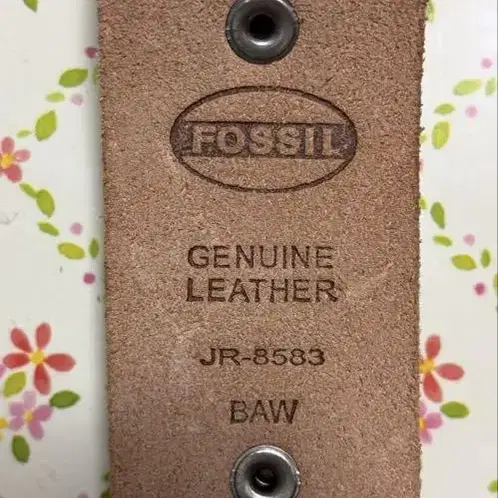 FOSSIL
GENUINE
LEATHER
JR-8583
BAW